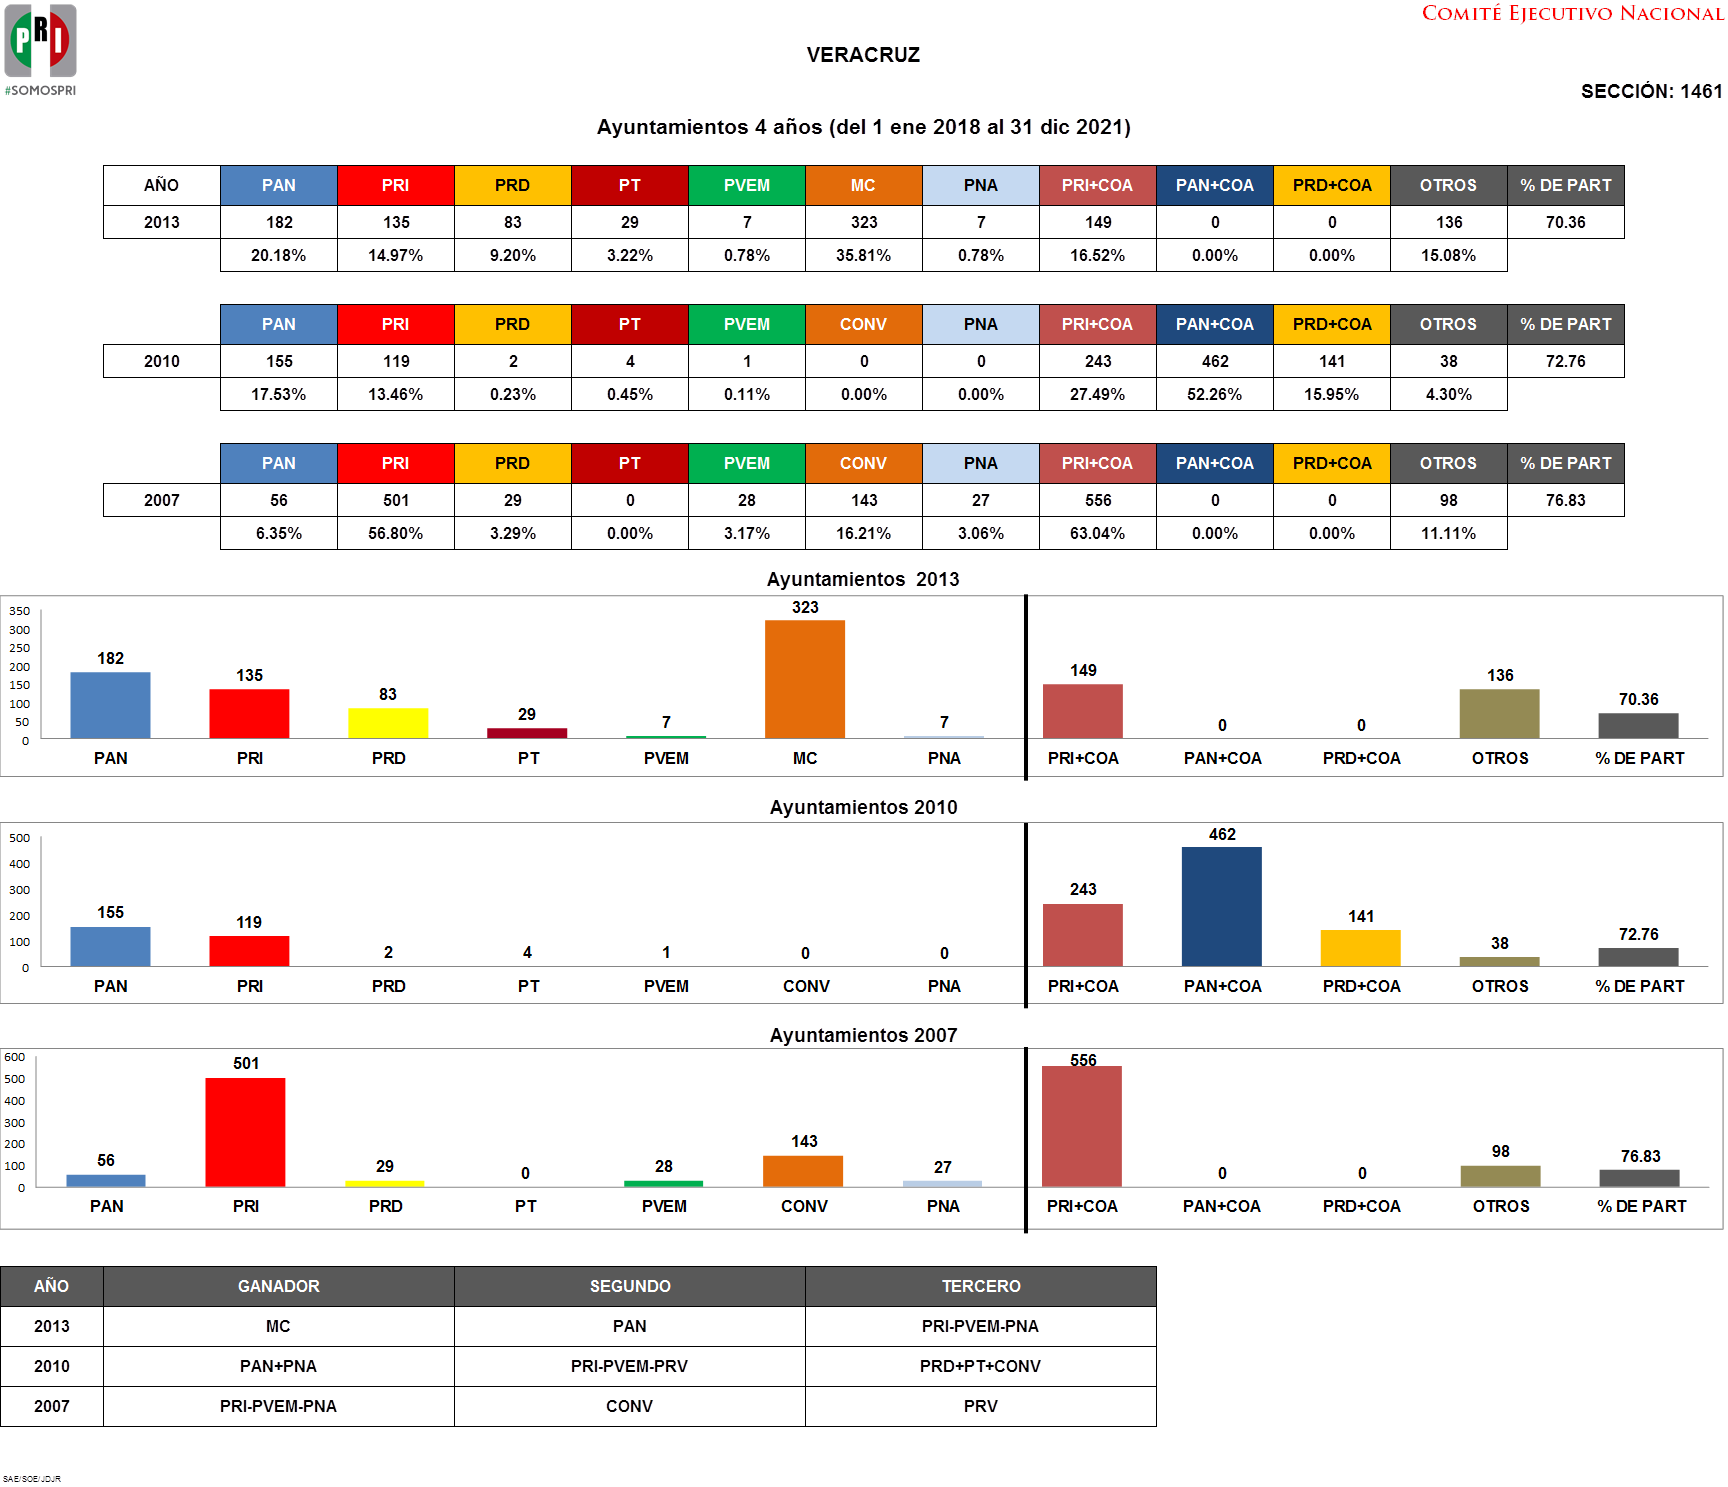 PRI
#SOMOSPRI
COMITÉ EJECUTIVO NACIONAL
VERACRUZ
SECCIÓN: 1461
Ayuntamientos 4 años (del 1 ene 2018 al 31 dic 2021)
AÑO PAN PRI PRD PT PVEM MC PNA PRI+COA PAN+COA PRD+COA OTROS % DE PART
2013 182 135 83 29 7 323 7 149 0 0 136 70.36
20.18% 14.97% 9.20% 3.22% 0.78% 35.81% 0.78% 16.52% 0.00% 0.00% 15.08%
PAN PRI PRD PT PVEM CONV PNA PRI+COA PAN+COA PRD+COA OTROS % DE PART
2010 155 119 2 4 1 0 0 243 462 141 38 72.76
17.53% 13.46% 0.23% 0.45% 0.11% 0.00% 0.00% 27.49% 52.26% 15.95% 4.30%
PAN PRI PRD PT PVEM CONV PNA PRI+COA PAN+COA PRD+COA OTROS % DE PART
2007 56 501 29 0 28 143 27 556 0 0 98 76.83
6.35% 56.80% 3.29% 0.00% 3.17% 16.21% 3.06% 63.04% 0.00% 0.00% 11.11%
Ayuntamientos 2013
350
300
250
200
150
100
50
0
182 135 83 29 7 323 7 149 0 0 136 70.36
PAN PRI PRD PT PVEM MC PNA PRI+COA PAN+COA PRD+COA OTROS % DE PART
Ayuntamientos 2010
500
400
300
200
100
0
155 119 2 4 1 0 0 243 462 141 38 72.76
PAN PRI PRD PT PVEM CONV PNA PRI+COA PAN+COA PRD+COA OTROS % DE PART
Ayuntamientos 2007
600
500
400
300
200
100
0
56 501 29 0 28 143 27 556 0 0 98 76.83
PAN PRI PRD PT PVEM CONV PNA PRI+COA PAN+COA PRD+COA OTROS % DE PART
AÑO GANADOR SEGUNDO TERCERO
2013 MC PAN PRI-PVEM-PNA
2010 PAN+PNA PRI-PVEM-PRV PRD+PT+CONV
2007 PRI-PVEM-PNA CONV PRV
SAE/SOE/JDJR